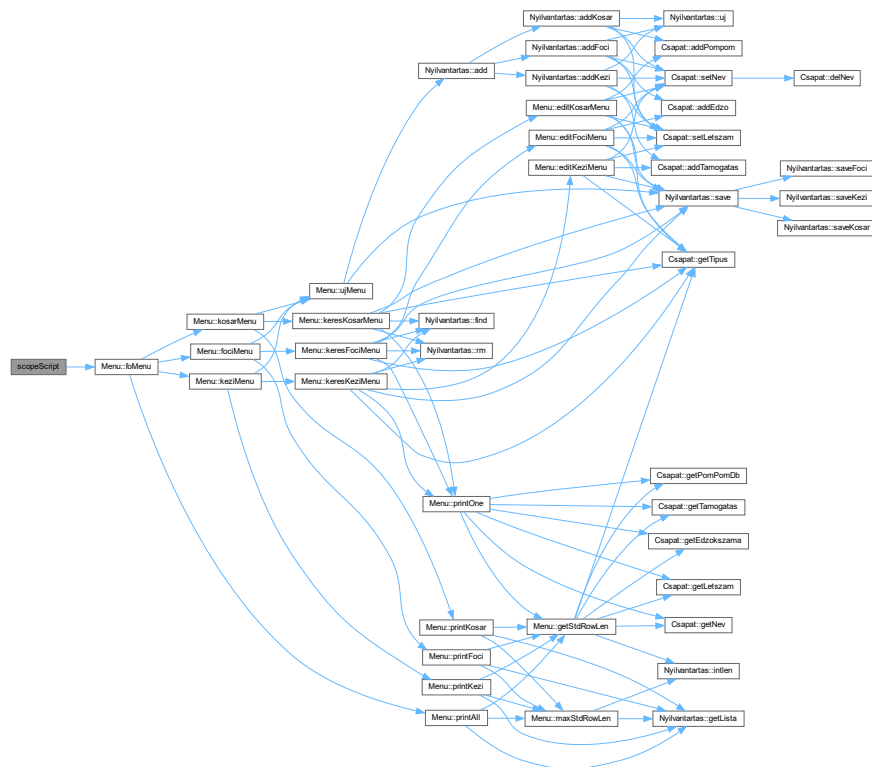 scopeScript
Menu::foMenu
Menu::kosarMenu
Menu::fociMenu
Menu::keziMenu
Menu::ujMenu
Menu::keresKosarMenu
Menu::keresFociMenu
Menu::keresKeziMenu
Nyilvantartas::add
Nyilvantartas::find
Nyilvantartas::rm
Menu::printOne
Menu::printKosar
Menu::printFoci
Menu::printKezi
Menu::printAll
Nyilvantartas::addKosar
Nyilvantartas::addFoci
Nyilvantartas::addKezi
Menu::editKosarMenu
Menu::editFociMenu
Menu::editKeziMenu
Menu::getStdRowLen
Menu::maxStdRowLen
Nyilvantartas::uj
Csapat::addPompom
Csapat::setNev
Csapat::addEdzo
Csapat::setLetszam
Csapat::addTamogatas
Nyilvantartas::save
Csapat::getTipus
Csapat::getPomPomDb
Csapat::getTamogatas
Csapat::getEdzokszama
Csapat::getLetszam
Csapat::getNev
Nyilvantartas::intlen
Nyilvantartas::getLista
Csapat::delNev
Nyilvantartas::saveFoci
Nyilvantartas::saveKezi
Nyilvantartas::saveKosar